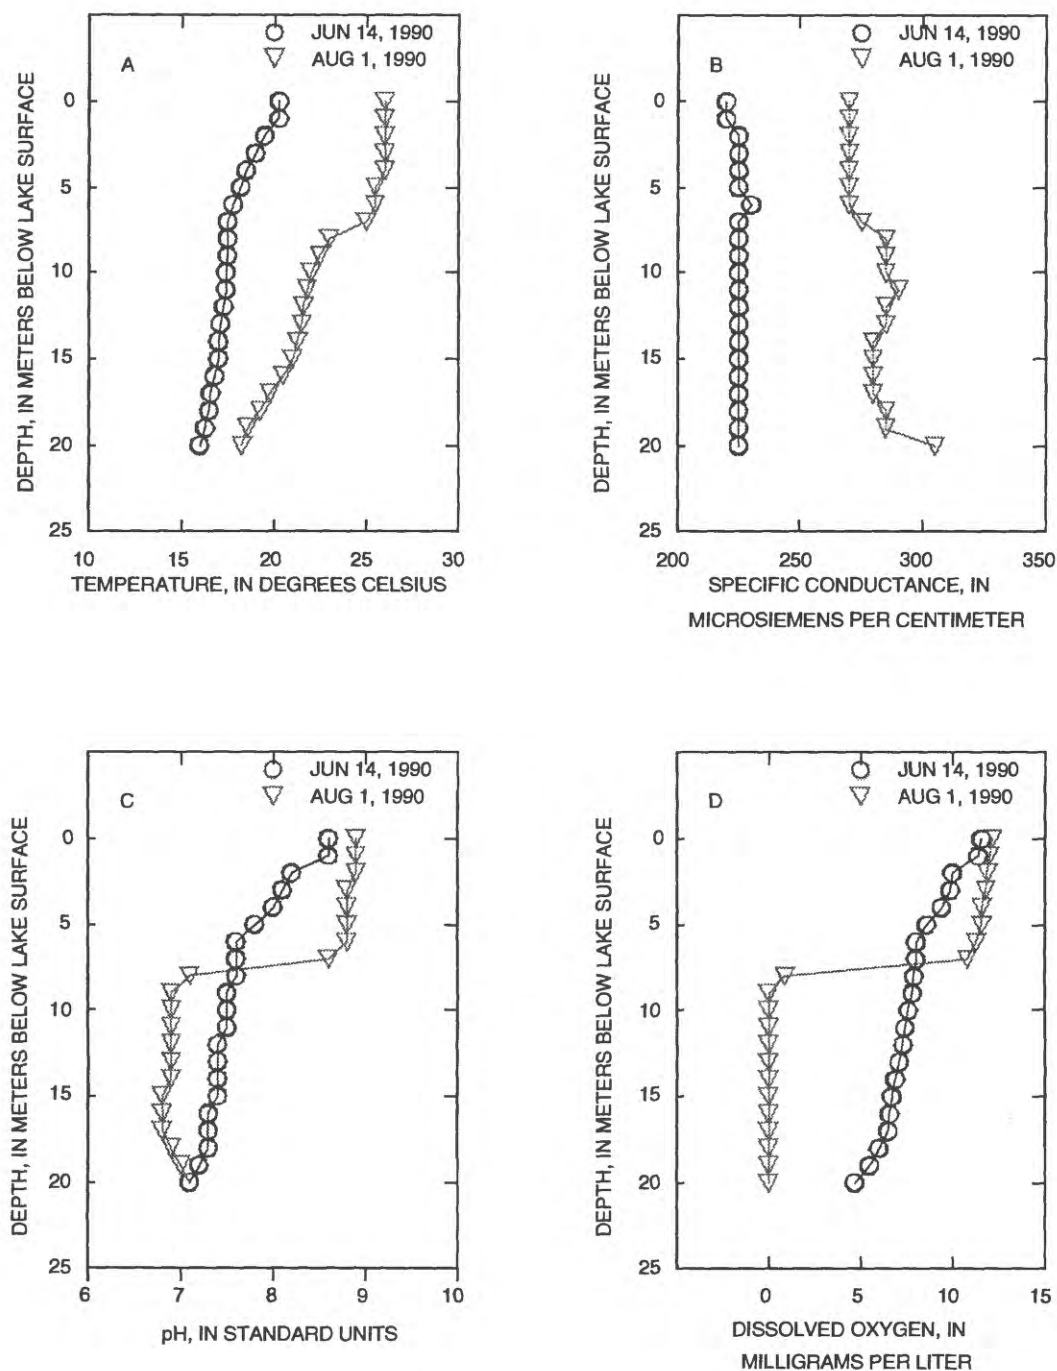 JUN 14, 1990
AUG 1, 1990
A
DEPTH, IN METERS BELOW LAKE SURFACE
0
5
10
15
20
25
10
15
20
25
30
TEMPERATURE, IN DEGREES CELSIUS
JUN 14, 1990
AUG 1, 1990
B
DEPTH, IN METERS BELOW LAKE SURFACE
0
5
10
15
20
25
200
250
300
350
SPECIFIC CONDUCTANCE, IN
MICROSIEMENS PER CENTIMETER
JUN 14, 1990
AUG 1, 1990
C
DEPTH, IN METERS BELOW LAKE SURFACE
0
5
10
15
20
25
6
7
8
9
10
pH, IN STANDARD UNITS
JUN 14, 1990
AUG 1, 1990
D
DEPTH, IN METERS BELOW LAKE SURFACE
0
5
10
15
20
25
0
5
10
15
DISSOLVED OXYGEN, IN
MILLIGRAMS PER LITER